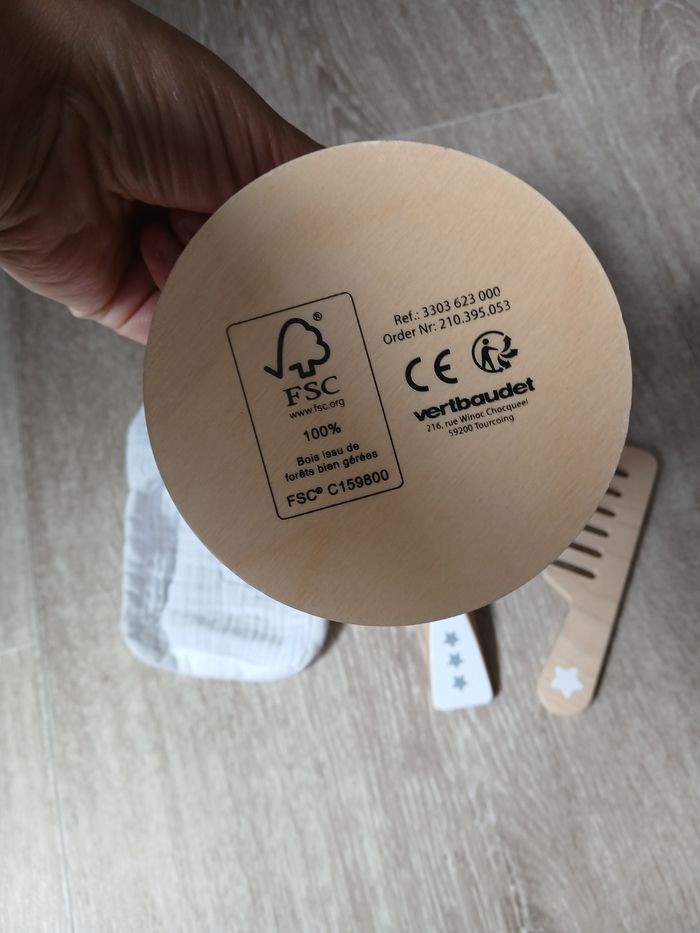 ®
FSC
www.fsc.org
100%
Bois issu de
forêts bien gérées
FSC® C159800
Ref.: 3303 623 000
Order Nr: 210.395.053
CE
vertbaudet
216, rue Winoc Chocqueel
59200 Tourcoing